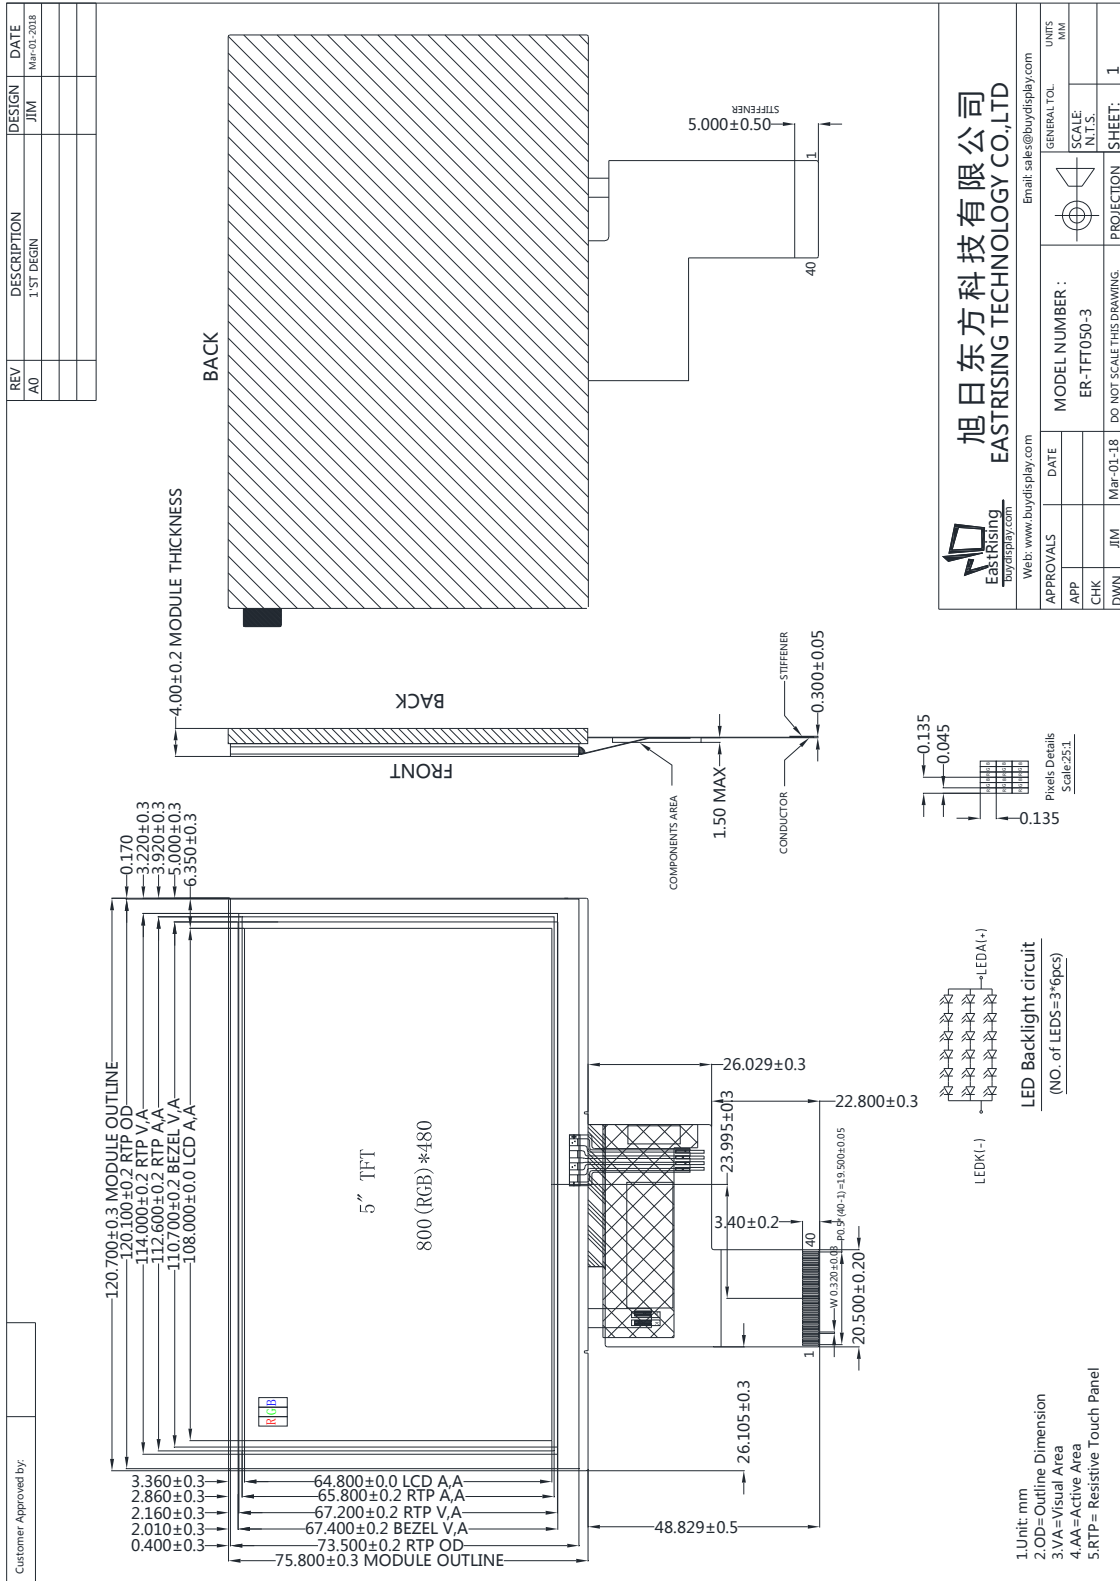 Customer Approved by:
REV DESCRIPTION DESIGN DATE
A0 1'ST DEGIN JIM Mar-01-2018
120.700±0.3 MODULE OUTLINE
120.100±0.2 RTP OD
114.000±0.2 RTP V,A
112.600±0.2 RTP A,A
110.700±0.2 BEZEL V,A
108.000±0.0 LCD A,A
0.170
3.220±0.3
3.920±0.3
5.000±0.3
6.350±0.3
5″ TFT
800 (RGB)*480
R G B
3.360±0.3
2.860±0.3
2.160±0.3
2.010±0.3
0.400±0.3
64.800±0.0 LCD A,A
65.800±0.2 RTP A,A
67.200±0.2 RTP V,A
67.400±0.2 BEZEL V,A
73.500±0.2 RTP OD
75.800±0.3 MODULE OUTLINE
26.029±0.3
22.800±0.3
23.995±0.3
3.40±0.2
W 0.320±0.03
P0.5*(40-1)=19.500±0.05
20.500±0.20
26.105±0.3
48.829±0.5
1
40
4.00±0.2 MODULE THICKNESS
FRONT
BACK
COMPONENTS AREA
1.50 MAX
CONDUCTOR
STIFFENER
0.300±0.05
BACK
STIFFENER
5.000±0.50
40
1
LEDK(-)
LEDA(+)
LED Backlight circuit
(NO. of LEDS=3*6pcs)
0.135
0.045
0.135
Pixels Details
Scale:25:1
1.Unit: mm
2.OD=Outline Dimension
3.VA=Visual Area
4.AA=Active Area
5.RTP= Resistive Touch Panel
EastRising
buydisplay.com
旭日东方科技有限公司
EASTRISING TECHNOLOGY CO.,LTD
Web: www.buydisplay.com Email: sales@buydisplay.com
APPROVALS DATE
APP
CHK
DWN JIM Mar-01-18
MODEL NUMBER :
ER-TFT050-3
DO NOT SCALE THIS DRAWING.
PROJECTION
GENERAL TOL.
UNITS
MM
SCALE:
N.T.S.
SHEET: 1